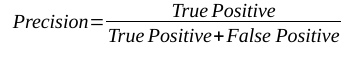 Precision = True Positive / True Positive + False Positive